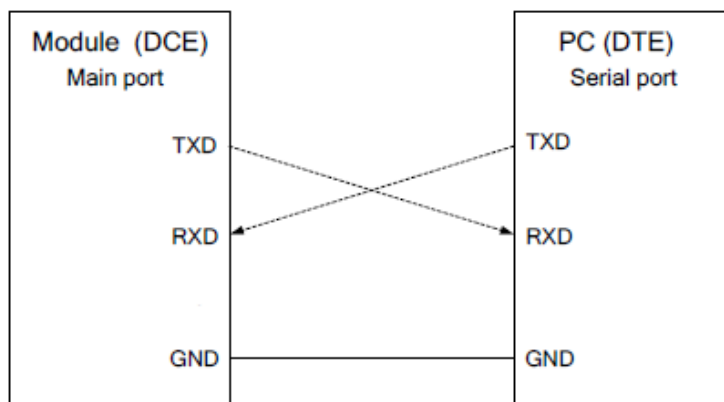 Module (DCE)
Main port
TXD
RXD
GND
PC (DTE)
Serial port
TXD
RXD
GND